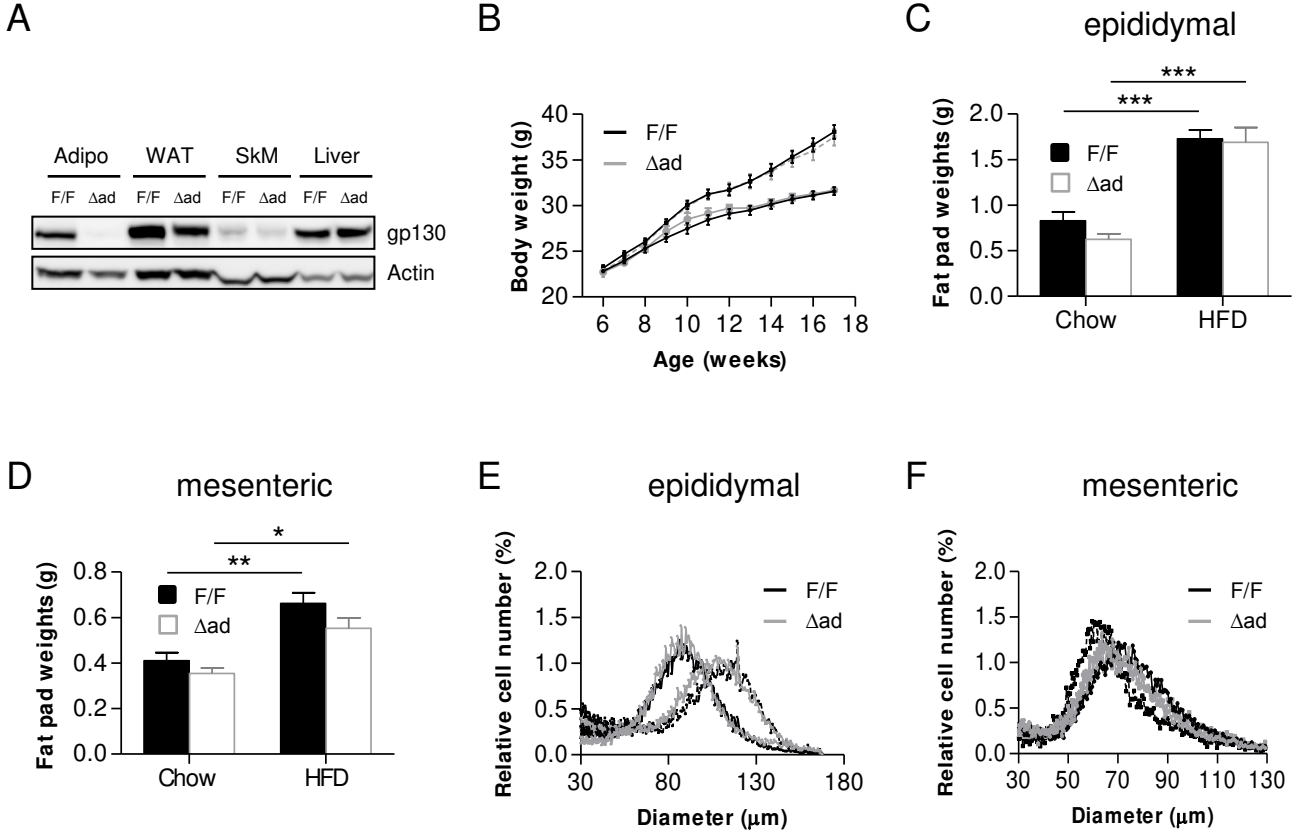 A
Adipo WAT SkM Liver
F/F Δad F/F Δad F/F Δad F/F Δad
gp130
Actin
B
Body weight (g)
40
35
30
25
20
F/F
Δad
6 8 10 12 14 16 18
Age (weeks)
C
epididymal
***
***
Fat pad weights (g)
2.0
1.5
1.0
0.5
0.0
F/F
Δad
Chow HFD
D
mesenteric
*
**
Fat pad weights (g)
0.8
0.6
0.4
0.2
0.0
F/F
Δad
Chow HFD
E
epididymal
Relative cell number (%)
2.0
1.5
1.0
0.5
0.0
F/F
Δad
30 80 130 180
Diameter (μm)
F
mesenteric
Relative cell number (%)
2.0
1.5
1.0
0.5
0.0
F/F
Δad
30 50 70 90 110 130
Diameter (μm)